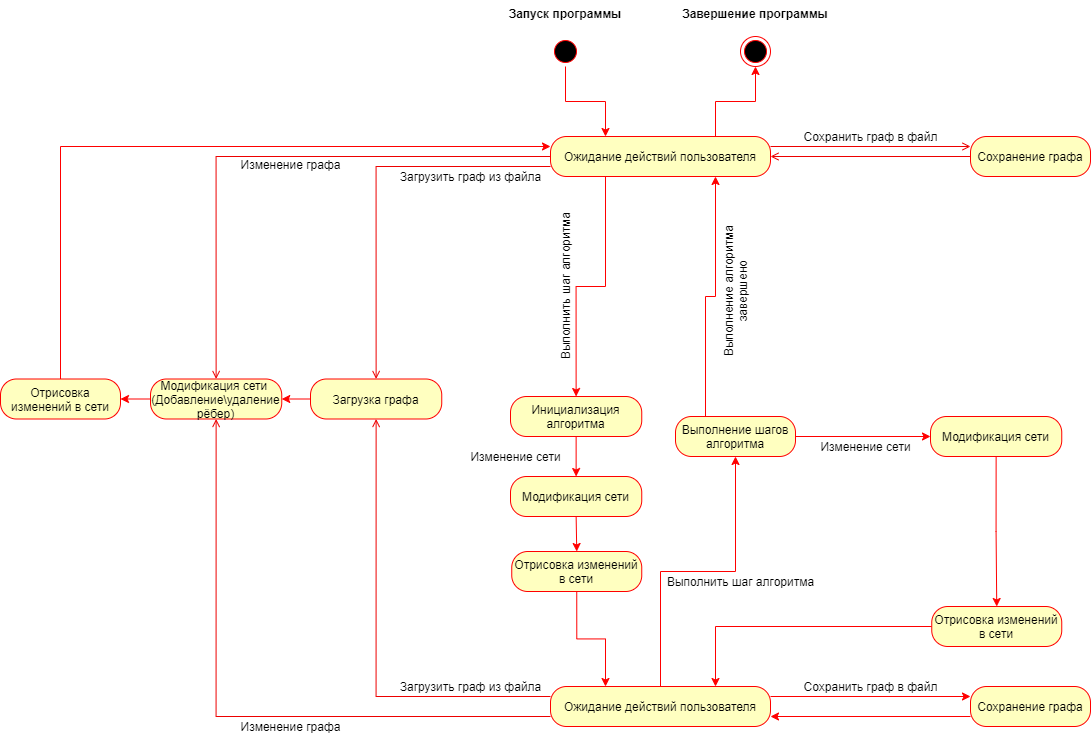 Запуск программы
Завершение программы
Ожидание действий пользователя
Сохранить граф в файл
Сохранение графа
Изменение графа
Загрузить граф из файла
Выполнить шаг алгоритма
Выполнение алгоритма
завершено
Отрисовка
изменений в сети
Модификация сети
(Добавление\удаление
рёбер)
Загрузка графа
Инициализация
алгоритма
Выполнение шагов
алгоритма
Изменение сети
Модификация сети
Изменение сети
Модификация сети
Отрисовка изменений
в сети
Выполнить шаг алгоритма
Отрисовка изменений
в сети
Загрузить граф из файла
Изменение графа
Ожидание действий пользователя
Сохранить граф в файл
Сохранение графа